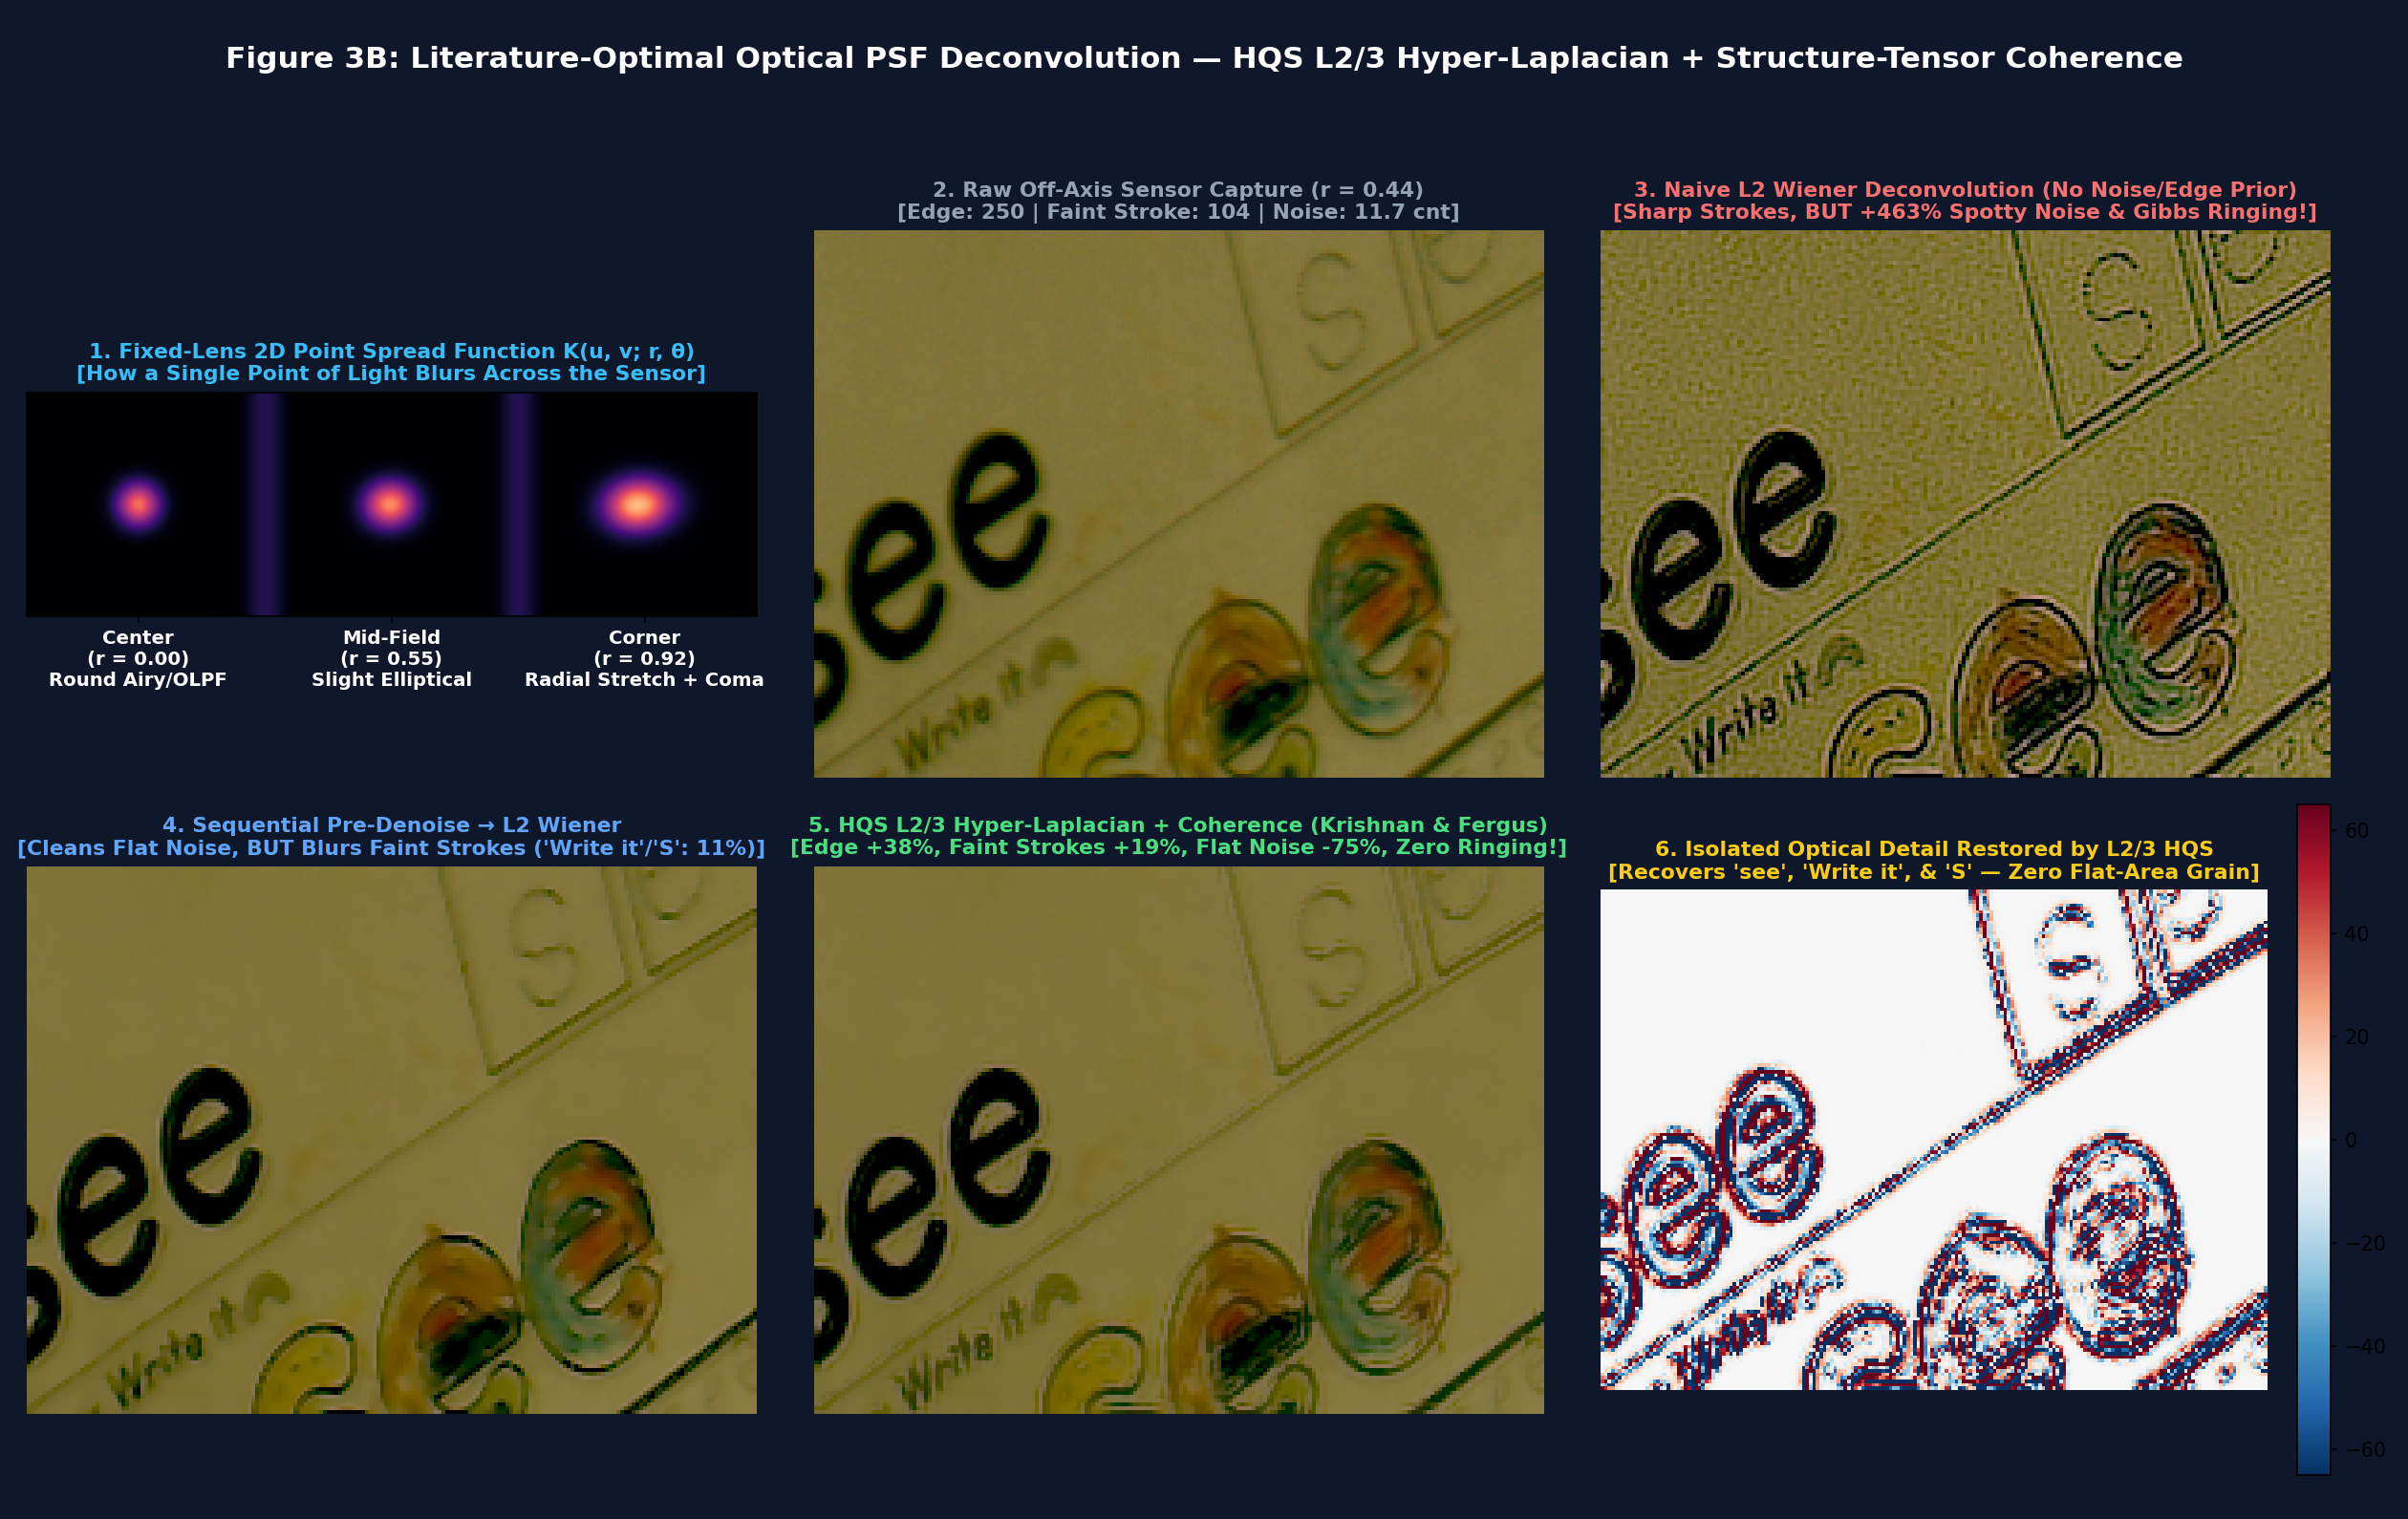 Figure 3B: Literature-Optimal Optical PSF Deconvolution — HQS L2/3 Hyper-Laplacian + Structure-Tensor Coherence
1. Fixed-Lens 2D Point Spread Function K(u, v; r, θ)
[How a Single Point of Light Blurs Across the Sensor]
Center
(r = 0.00)
Round Airy/OLPF
Mid-Field
(r = 0.55)
Slight Elliptical
Corner
(r = 0.92)
Radial Stretch + Coma
2. Raw Off-Axis Sensor Capture (r = 0.44)
[Edge: 250 | Faint Stroke: 104 | Noise: 11.7 cnt]
S
ee
Write it
e
3. Naive L2 Wiener Deconvolution (No Noise/Edge Prior)
[Sharp Strokes, BUT +463% Spotty Noise & Gibbs Ringing!]
S
ee
Write it
e
4. Sequential Pre-Denoise → L2 Wiener
[Cleans Flat Noise, BUT Blurs Faint Strokes ('Write it'/'S': 11%)]
S
ee
Write it
e
5. HQS L2/3 Hyper-Laplacian + Coherence (Krishnan & Fergus)
[Edge +38%, Faint Strokes +19%, Flat Noise -75%, Zero Ringing!]
S
ee
Write it
e
6. Isolated Optical Detail Restored by L2/3 HQS
[Recovers 'see', 'Write it', & 'S' — Zero Flat-Area Grain]
S
ee
60
40
20
0
−20
−40
−60